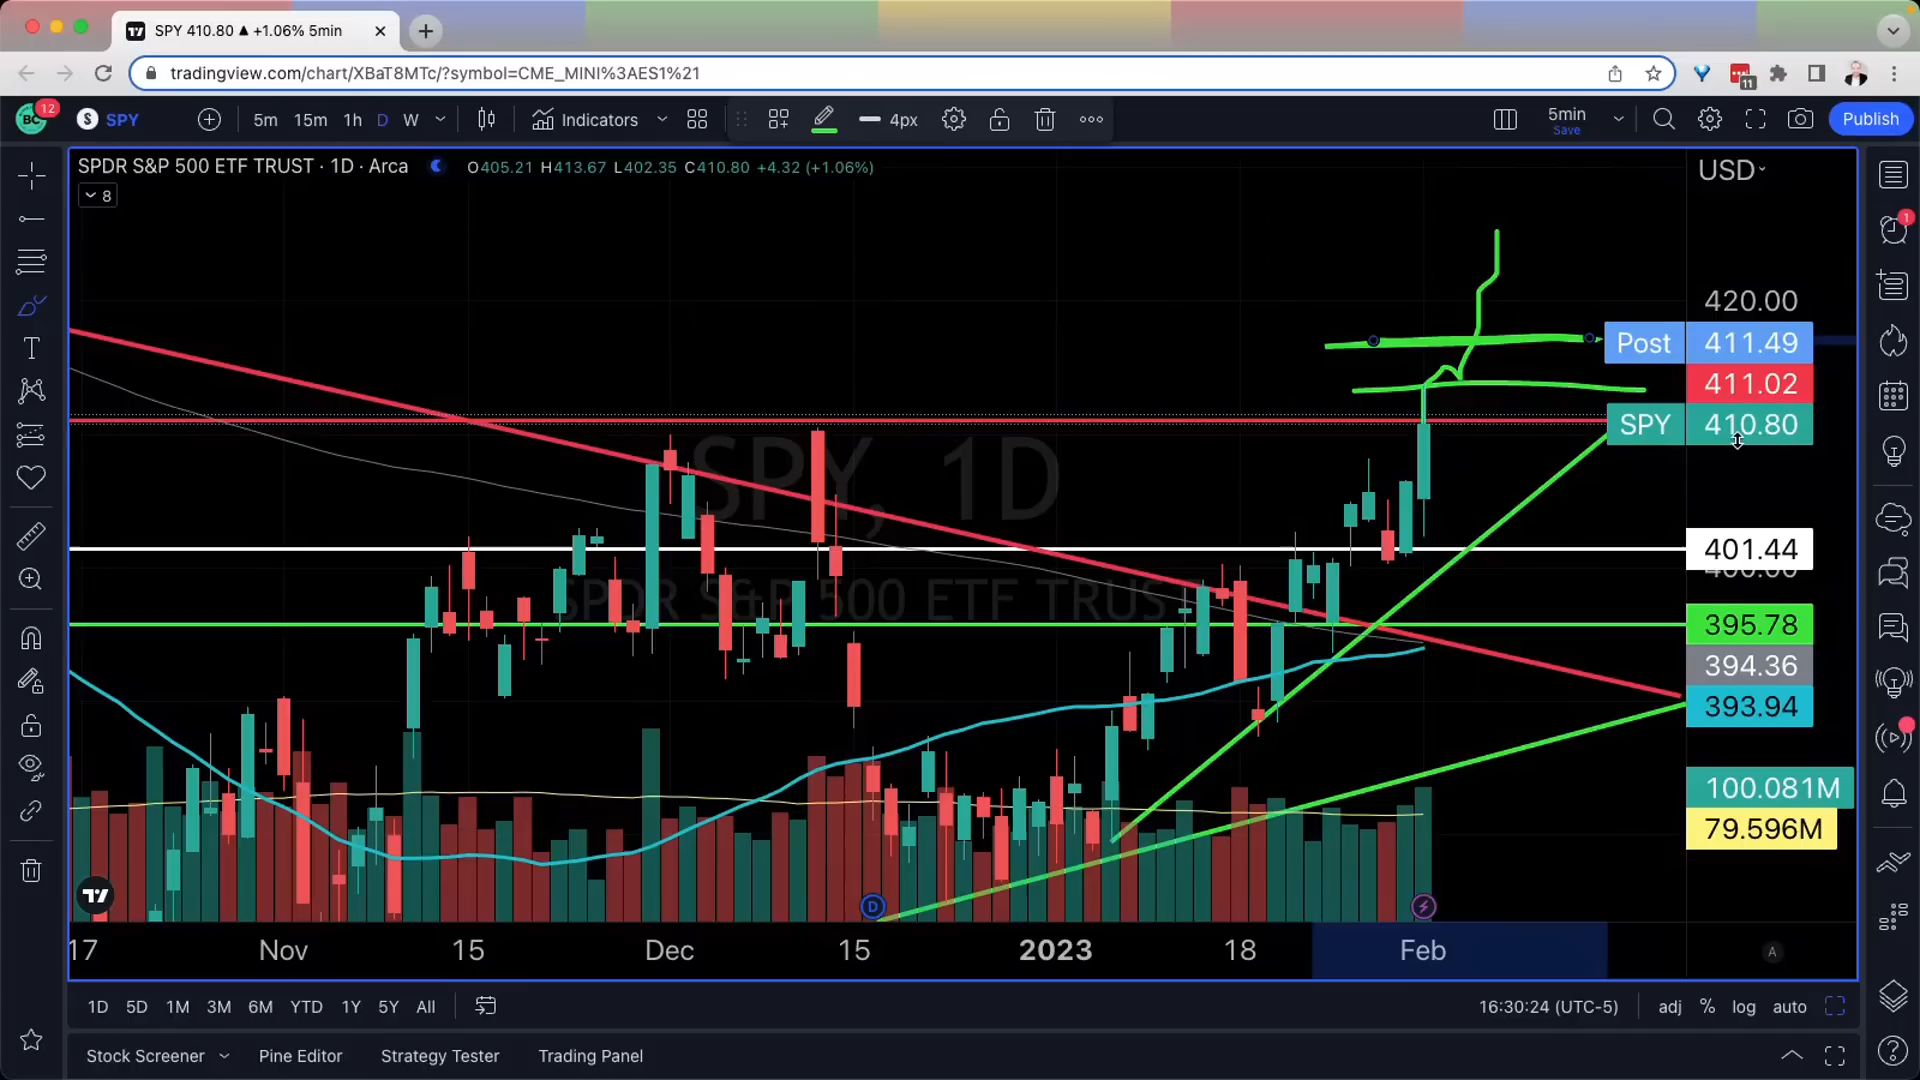 SPY 410.80 ▲ +1.06% 5min
tradingview.com/chart/XBaT8MTc/?symbol=CME_MINI%3AES1%21
11
BC 12 S SPY 5m 15m 1h D W Indicators 4px 5min Save Publish
SPDR S&P 500 ETF TRUST · 1D · Arca O405.21 H413.67 L402.35 C410.80 +4.32 (+1.06%)
USD
8
1
420.00
Post 411.49
411.02
SPY 410.80
SPY, 1D
401.44
SPDR S&P 500 ETF TRUST
395.78
394.36
393.94
100.081M
79.596M
D
17 Nov 15 Dec 15 2023 18 Feb A
1D 5D 1M 3M 6M YTD 1Y 5Y All 16:30:24 (UTC-5) adj % log auto
Stock Screener Pine Editor Strategy Tester Trading Panel